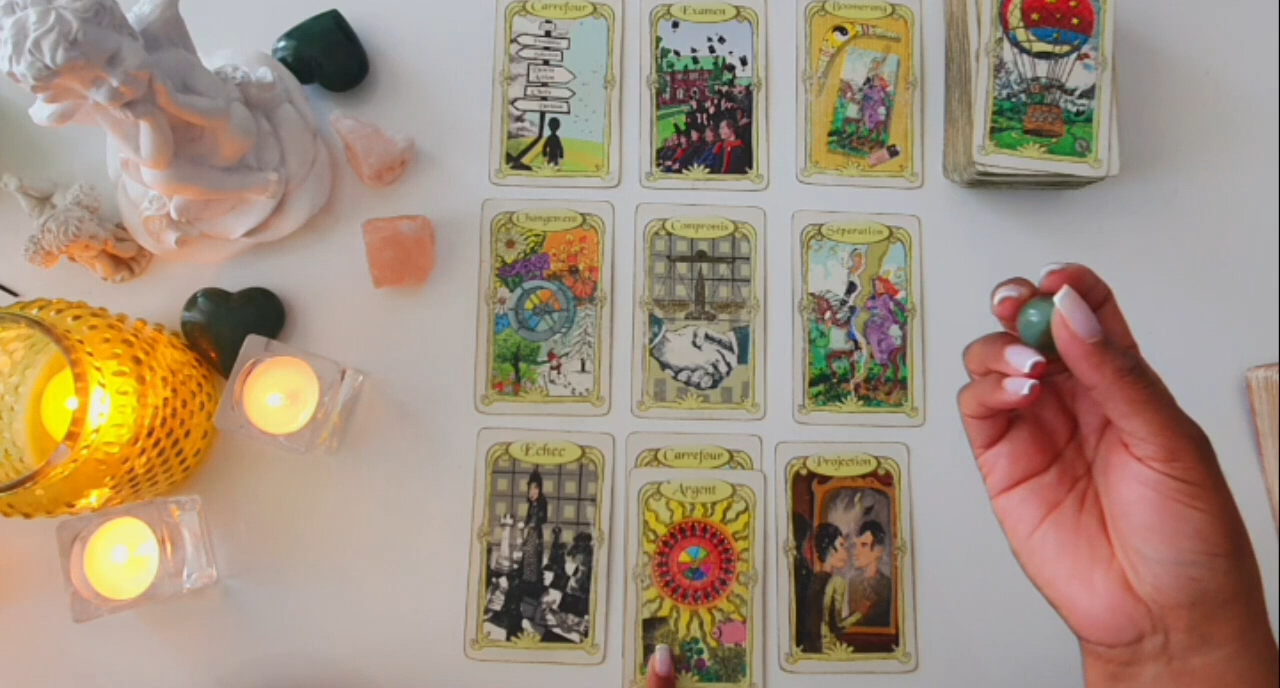 Carrefour
Examen
Boomerang
Changement
Compromis
Séparation
Echec
Carrefour
Projection
Argent